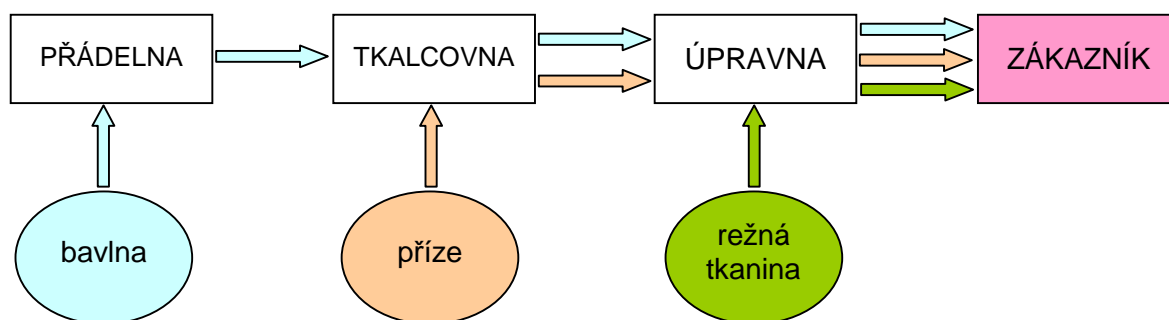 PŘÁDELNA
TKALCOVNA
ÚPRAVNA
ZÁKAZNÍK
bavlna
příze
režná
tkanina